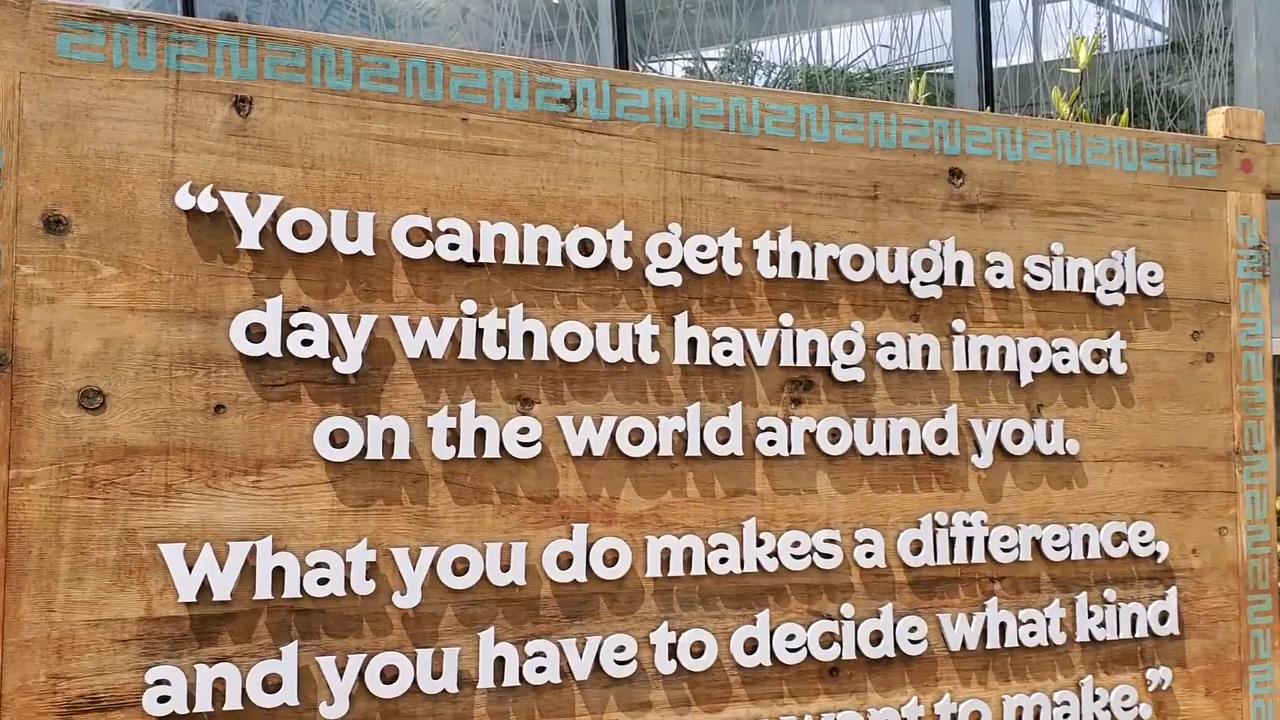 “You cannot get through a single
day without having an impact
on the world around you.
What you do makes a difference,
and you have to decide what kind
want to make.”